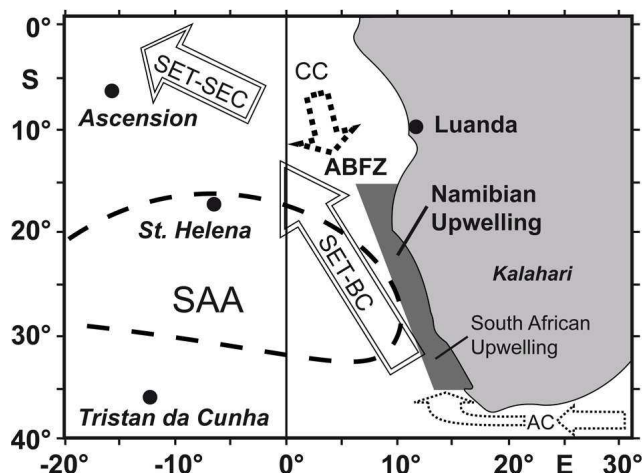 0°
S
10°
20°
30°
40°
-20°
-10°
0°
10°
20°
E
30°
SET-SEC
Ascension
CC
Luanda
ABFZ
Namibian
Upwelling
St. Helena
SET-BC
Kalahari
SAA
South African
Upwelling
Tristan da Cunha
AC